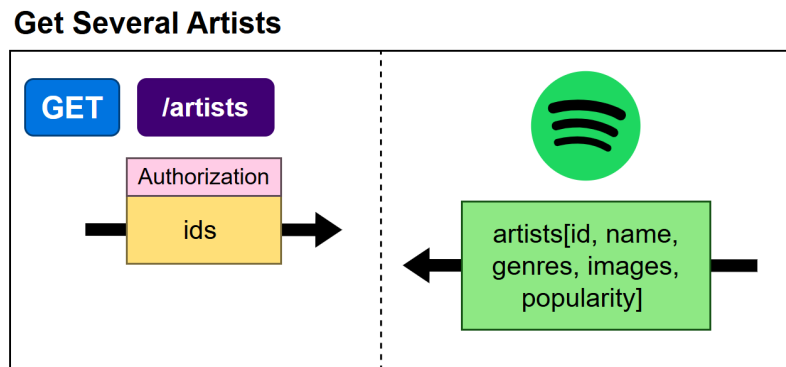 Get Several Artists
GET
/artists
Authorization
ids
artists[id, name,
genres, images,
popularity]